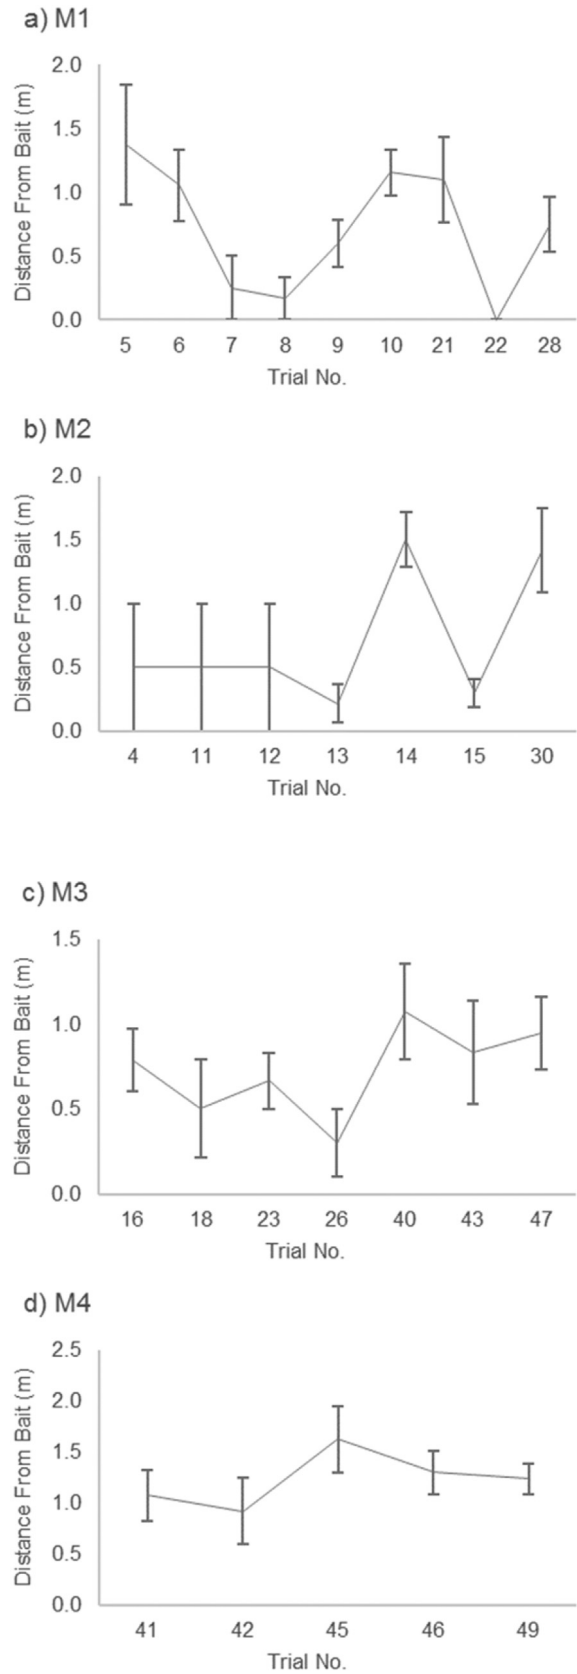 a) M1
Distance From Bait (m)
2.0
1.5
1.0
0.5
0.0
5 6 7 8 9 10 21 22 28
Trial No.
b) M2
Distance From Bait (m)
2.0
1.5
1.0
0.5
0.0
4 11 12 13 14 15 30
Trial No.
c) M3
Distance From Bait (m)
1.5
1.0
0.5
0.0
16 18 23 26 40 43 47
Trial No.
d) M4
Distance From Bait (m)
2.5
2.0
1.5
1.0
0.5
0.0
41 42 45 46 49
Trial No.